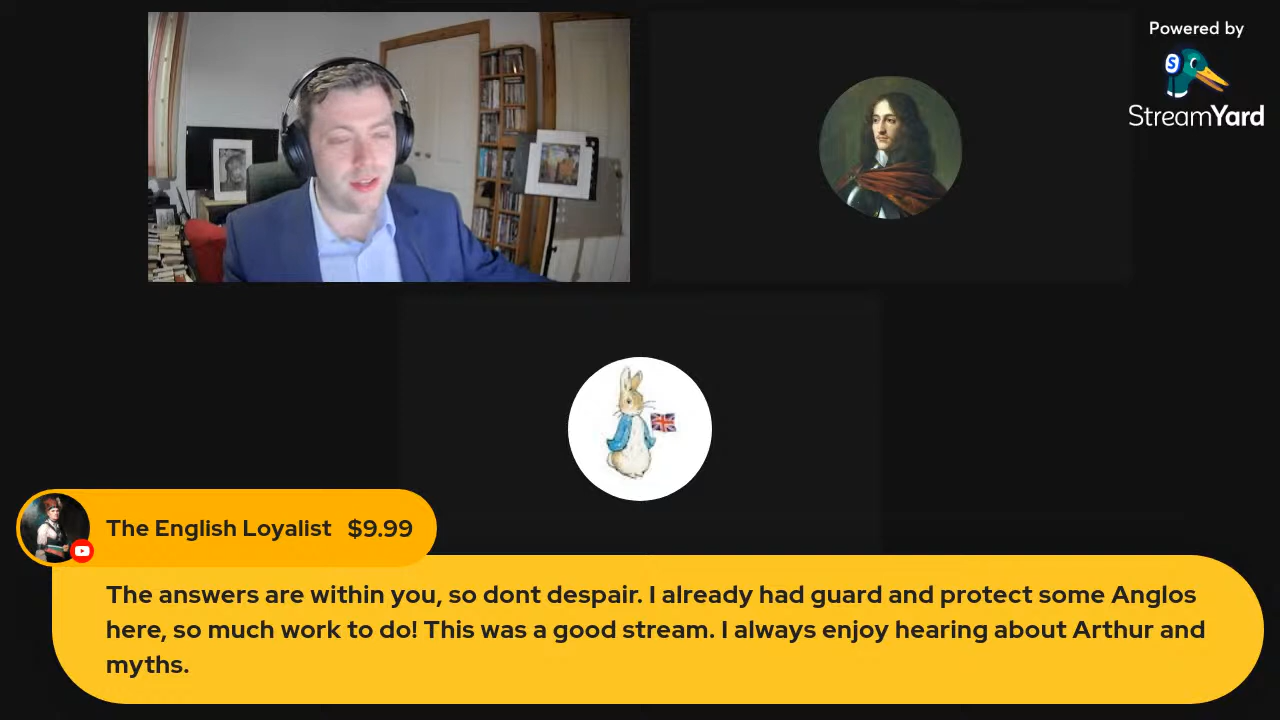 Powered by
S
StreamYard
The English Loyalist $9.99
The answers are within you, so dont despair. I already had guard and protect some Anglos
here, so much work to do! This was a good stream. I always enjoy hearing about Arthur and
myths.